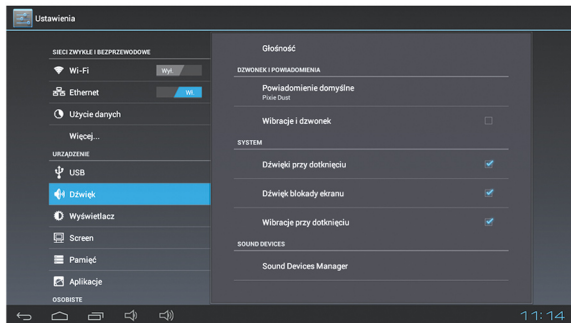 Ustawienia
SIECI ZWYKŁE I BEZPRZEWODOWE
Wi-Fi
Wył.
Ethernet
Wł.
Użycie danych
Więcej...
URZĄDZENIE
USB
Dźwięk
Wyświetlacz
Screen
Pamięć
Aplikacje
OSOBISTE
Głośność
DZWONEK I POWIADOMIENIA
Powiadomienie domyślne
Pixie Dust
Wibracje i dzwonek
SYSTEM
Dźwięki przy dotknięciu
Dźwięk blokady ekranu
Wibracje przy dotknięciu
SOUND DEVICES
Sound Devices Manager
11:14